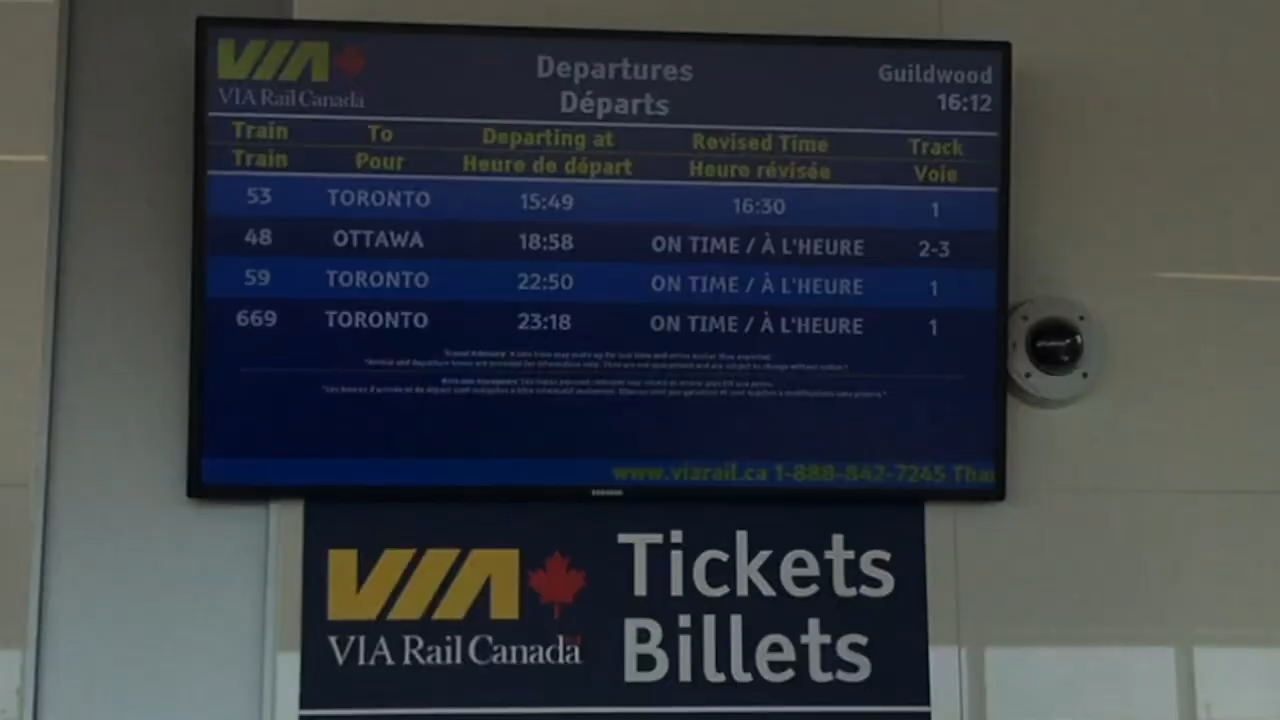 VIA
VIA Rail Canada
Departures
Départs
Guildwood
16:12
Train To Departing at Revised Time Track
Train Pour Heure de départ Heure révisée Voie
53 TORONTO 15:49 16:30 1
48 OTTAWA 18:58 ON TIME / À L'HEURE 2-3
59 TORONTO 22:50 ON TIME / À L'HEURE 1
669 TORONTO 23:18 ON TIME / À L'HEURE 1
www.viarail.ca 1-888-842-7245
SAMSUNG
VIA
VIA Rail Canada
Tickets
Billets